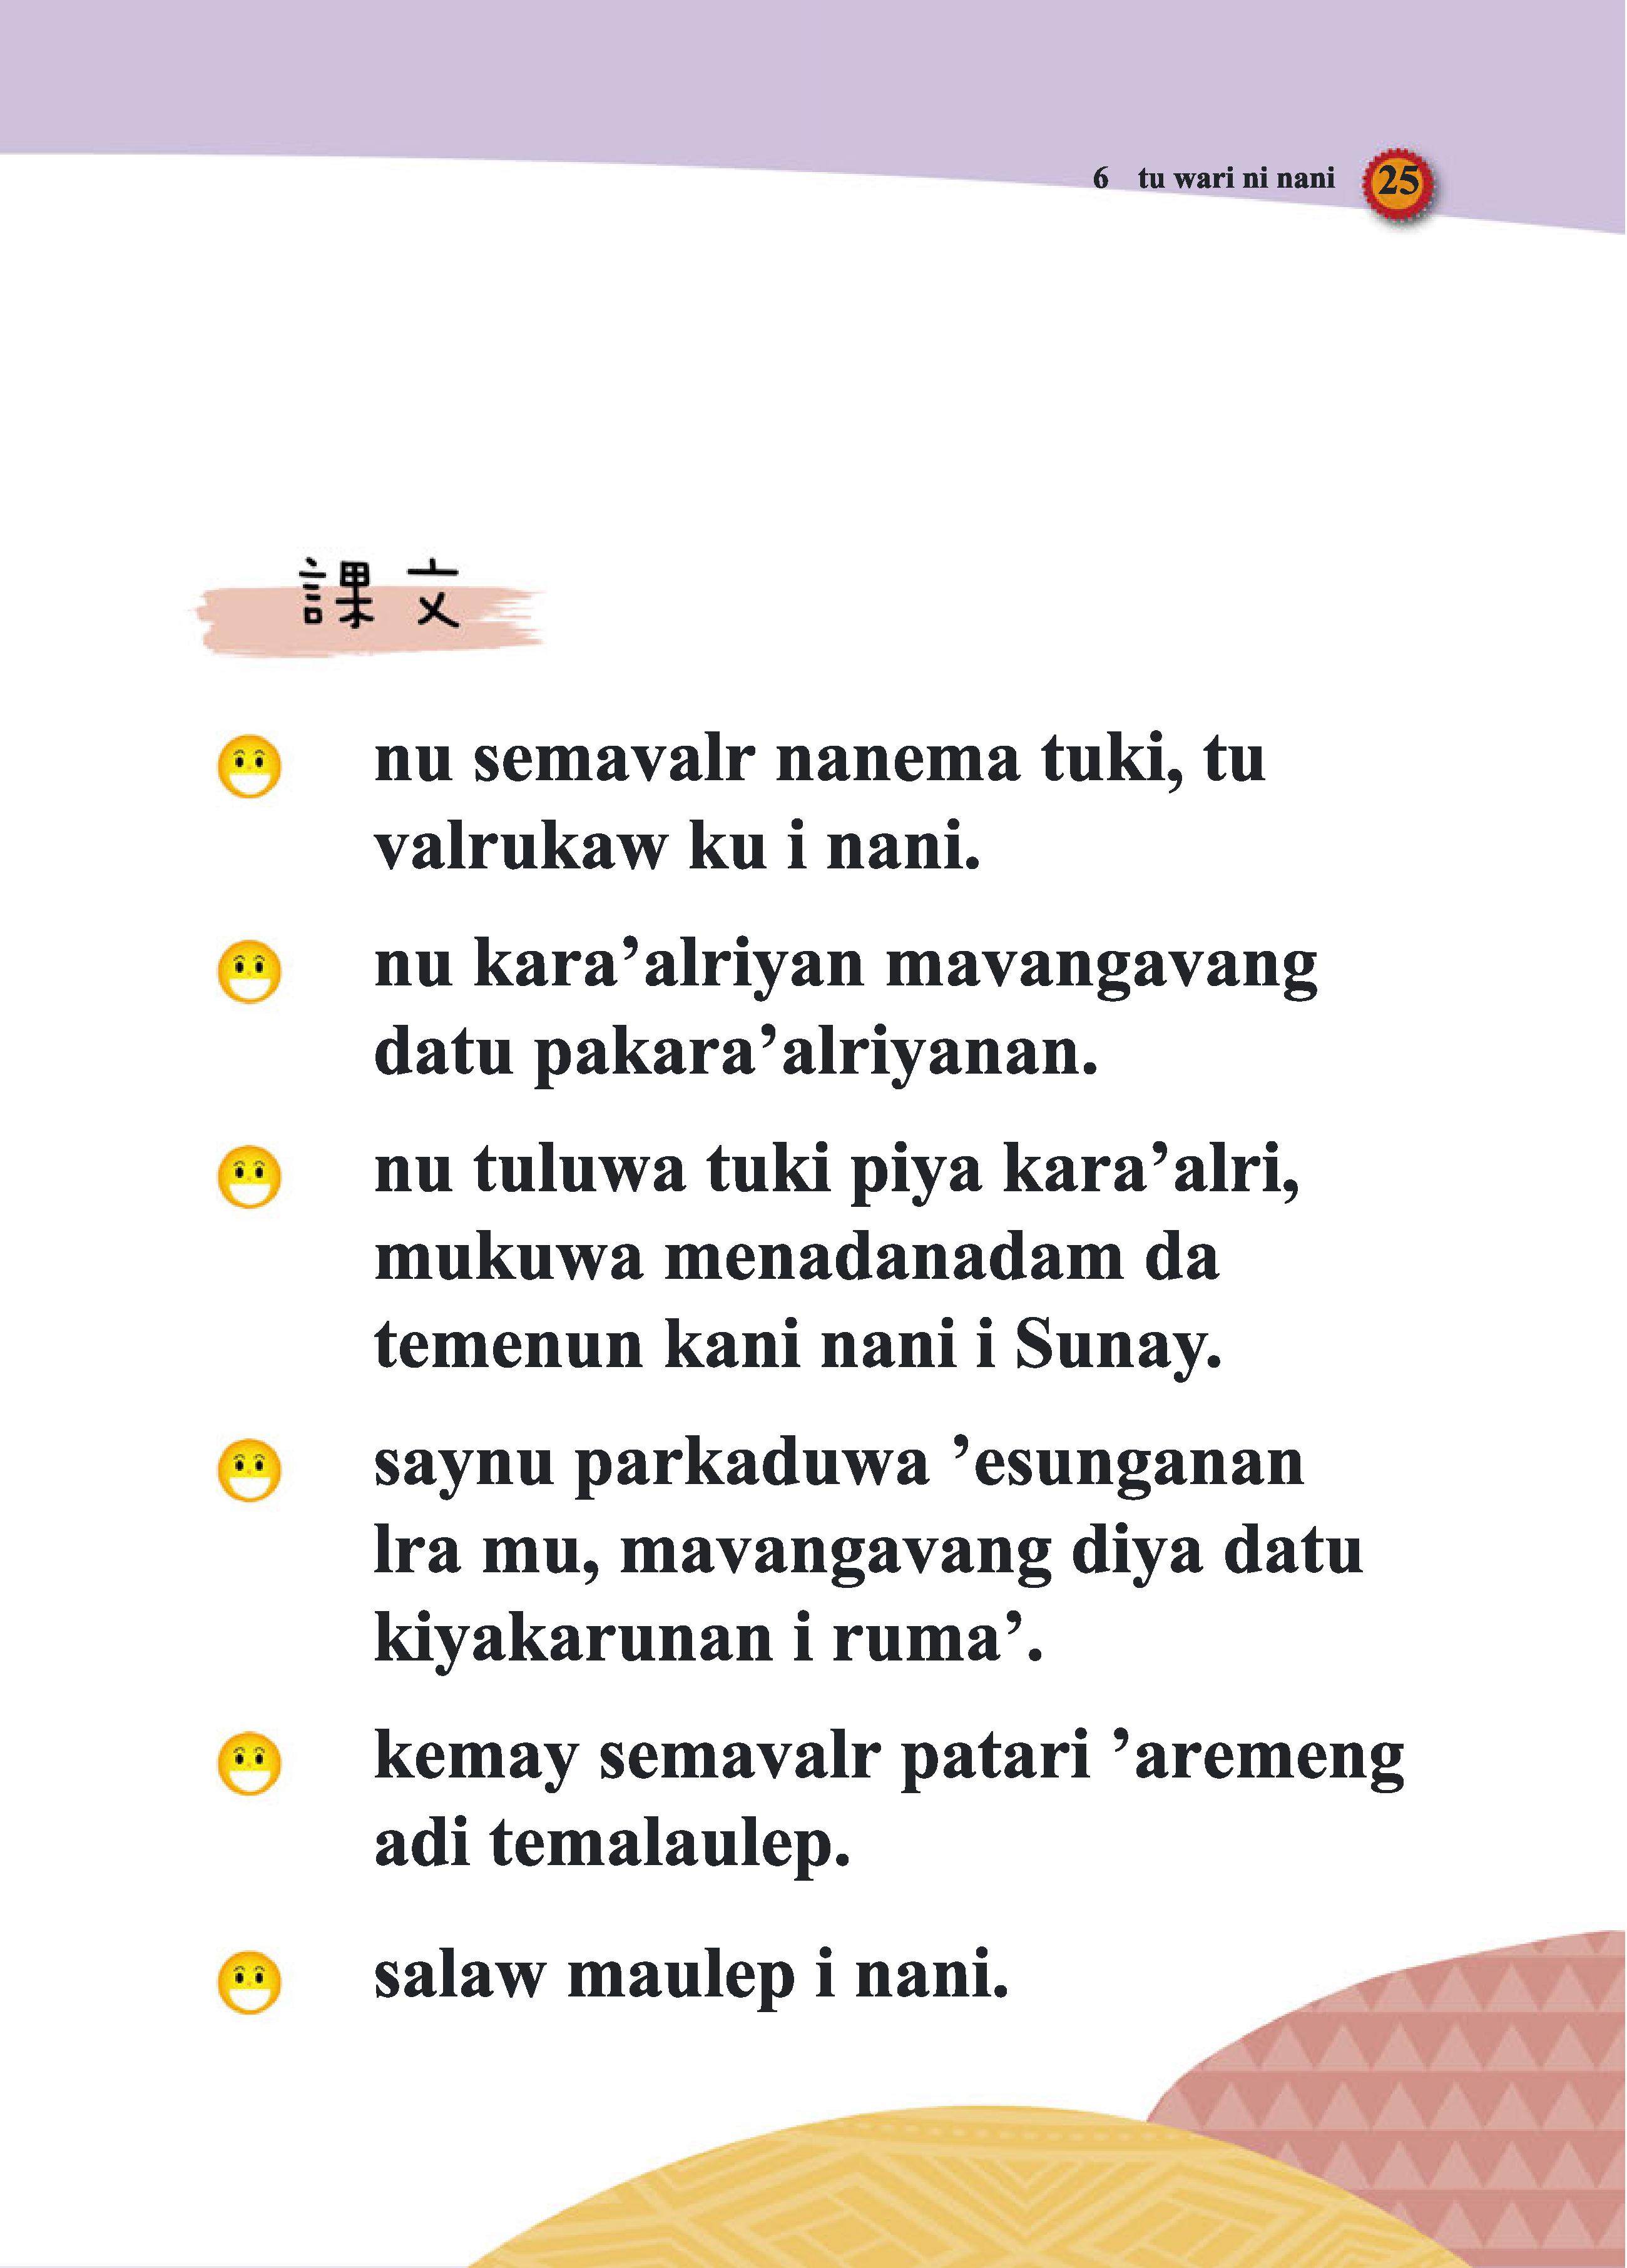 6 tu wari ni nani 25
課文
nu semavalr nanema tuki, tu
valrukaw ku i nani.
nu kara’alriyan mavangavang
datu pakara’alriyanan.
nu tuluwa tuki piya kara’alri,
mukuwa menadanadam da
temenun kani nani i Sunay.
saynu parkaduwa ’esunganan
lra mu, mavangavang diya datu
kiyakarunan i ruma’.
kemay semavalr patari ’aremeng
adi temalaulep.
salaw maulep i nani.